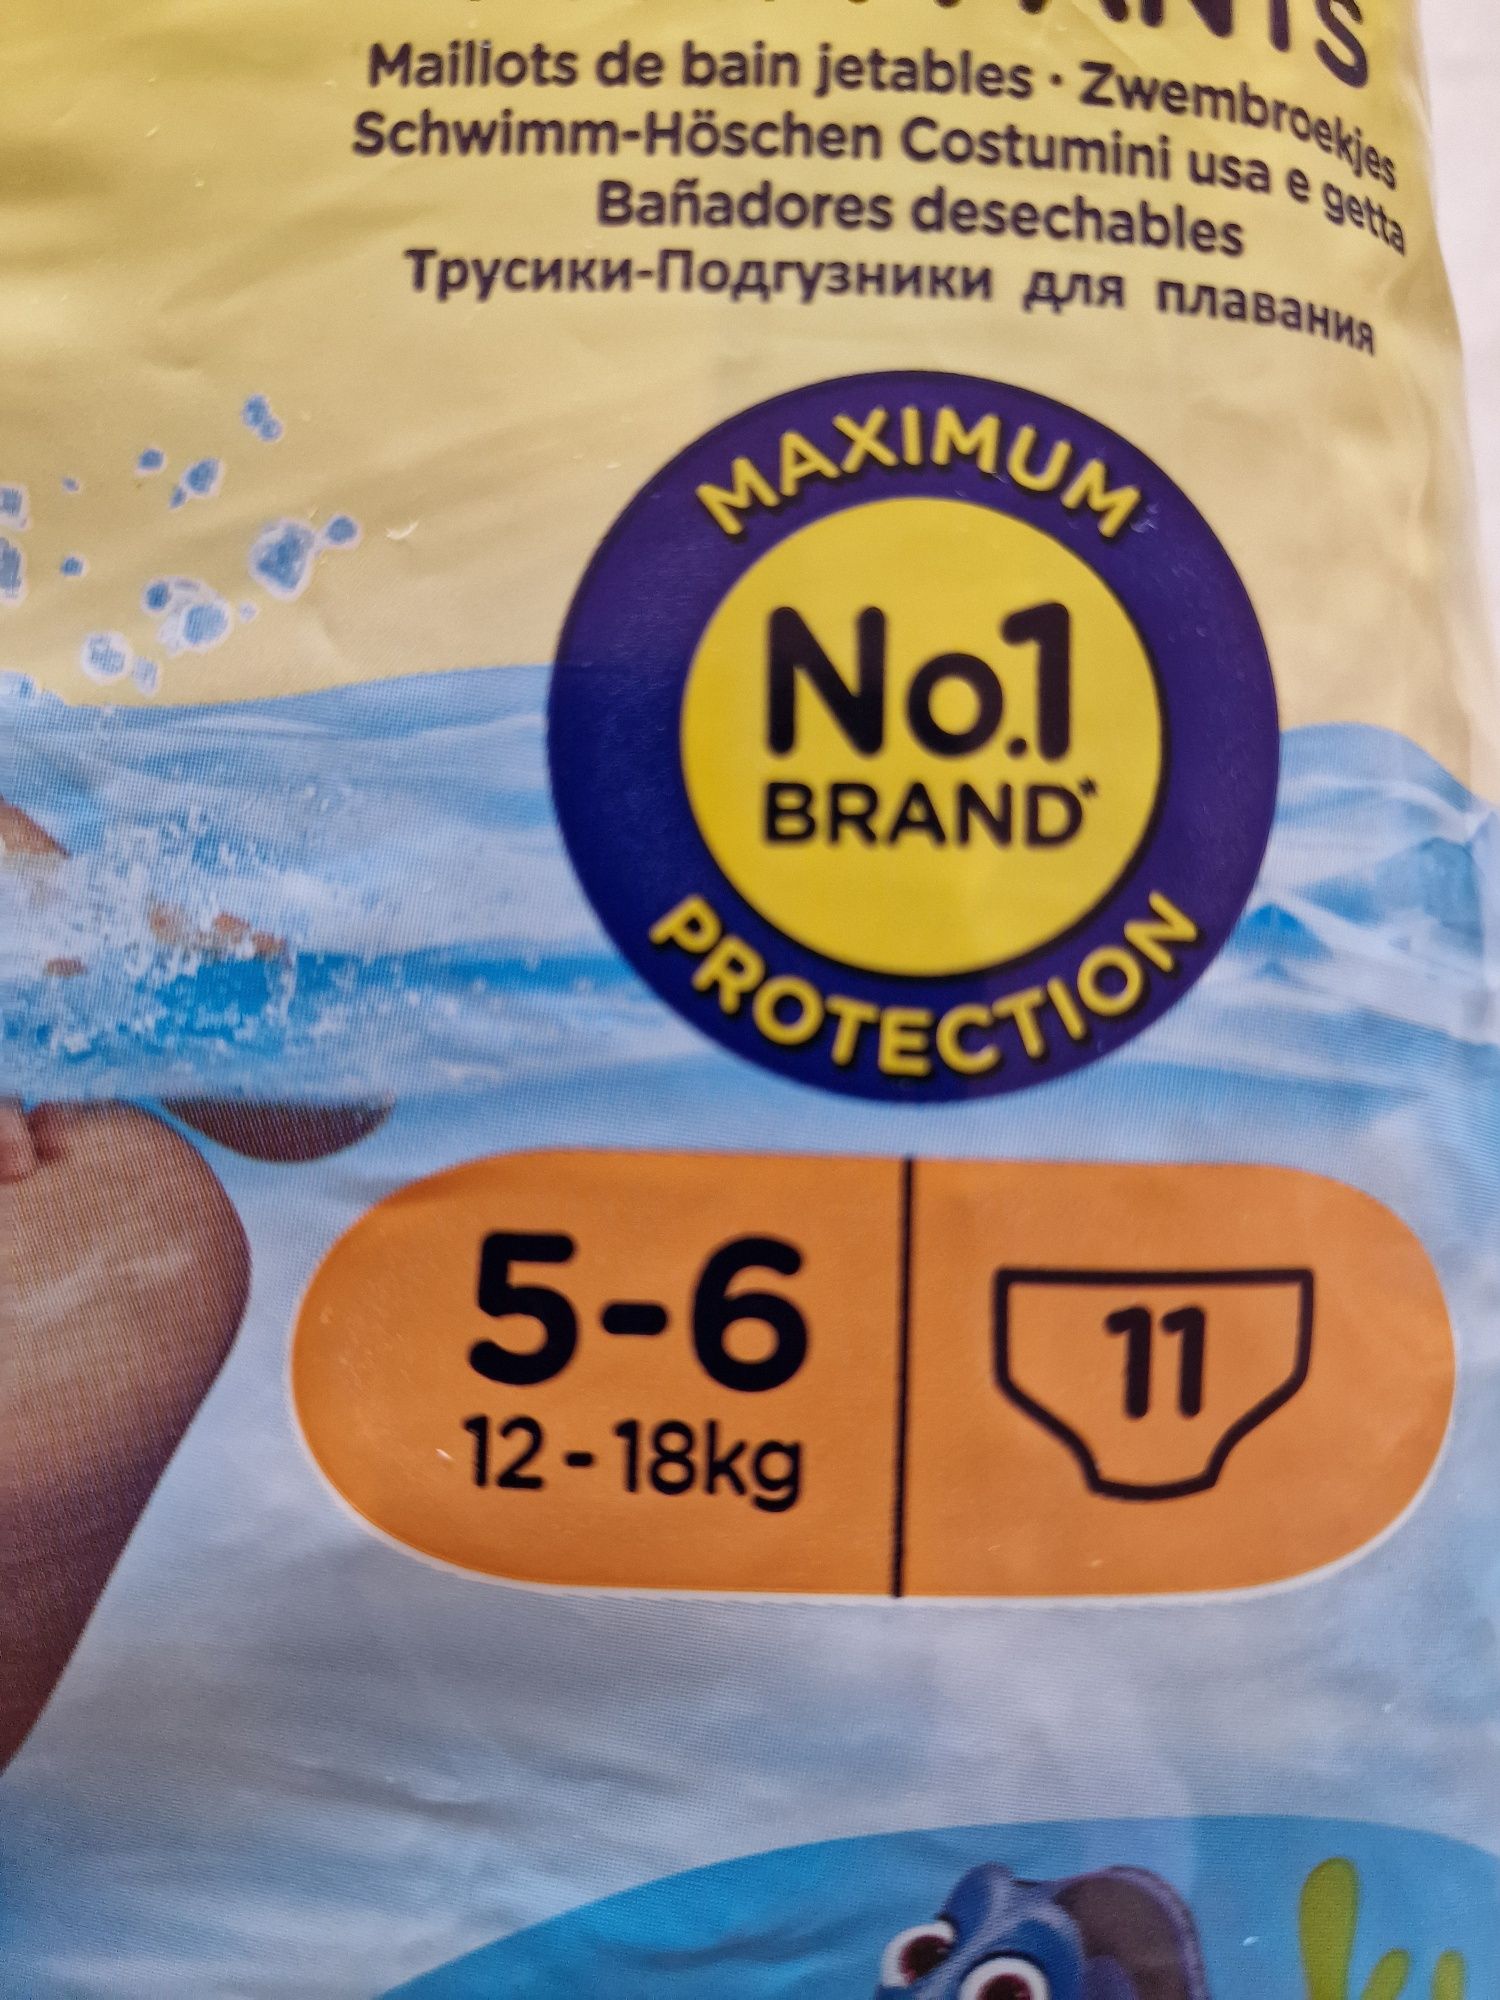 Maillots de bain jetables · Zwembroekjes
Schwimm-Höschen Costumini usa e getta
Bañadores desechables
Трусики-Подгузники для плавания
MAXIMUM
No.1
BRAND*
PROTECTION
5-6
12-18kg
11